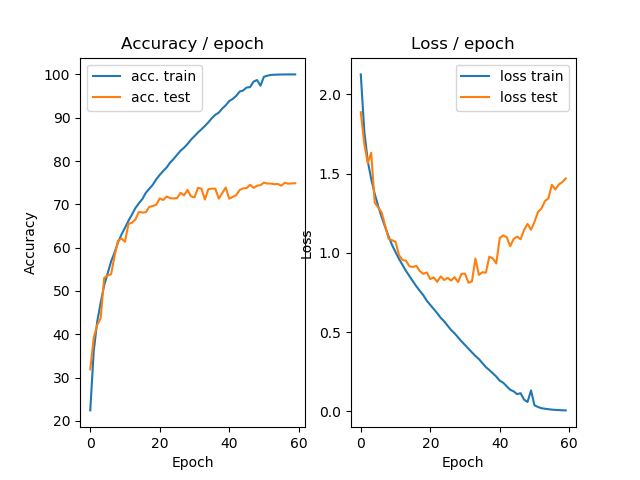 Accuracy / epoch
acc. train
acc. test
100
90
80
70
60
50
40
30
20
0
20
40
60
Accuracy
Epoch
Loss / epoch
loss train
loss test
2.0
1.5
1.0
0.5
0.0
0
20
40
60
Loss
Epoch